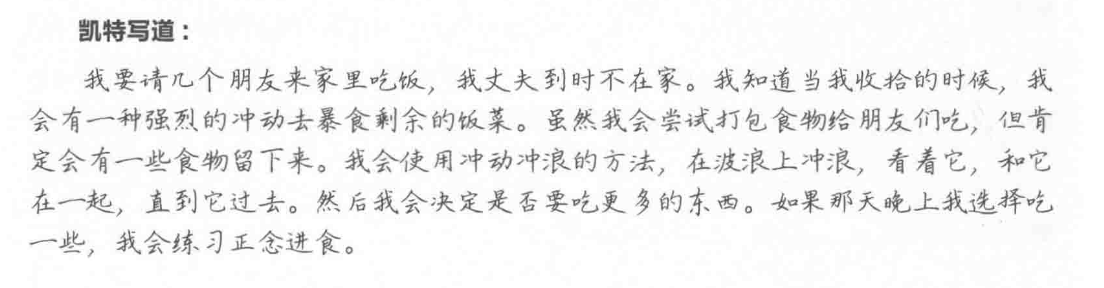 凯特写道：
我要请几个朋友来家里吃饭，我丈夫到时不在家。我知道当我收拾的时候，我
会有一种强烈的冲动去暴食剩余的饭菜。虽然我会尝试打包食物给朋友们吃，但肯
定会有一些食物留下来。我会使用冲动冲浪的方法，在波浪上冲浪，看着它，和它
在一起，直到它过去。然后我会决定是否要吃更多的东西。如果那天晚上我选择吃
一些，我会练习正念进食。